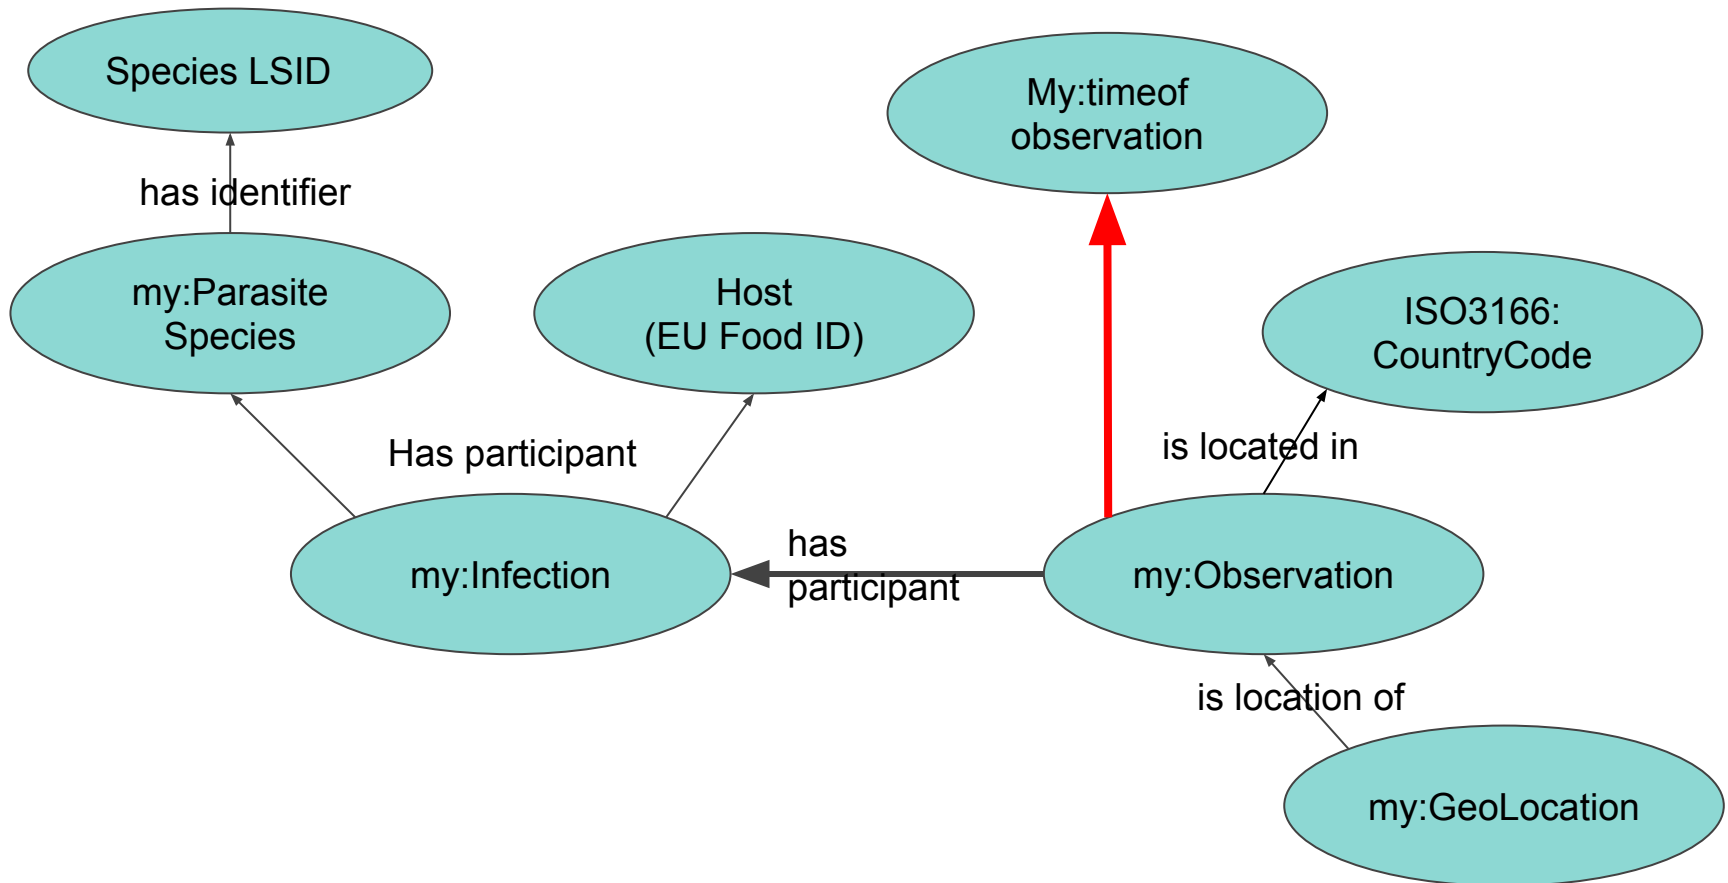 Species LSID
My:timeof
observation
has identifier
my:Parasite
Species
Host
(EU Food ID)
ISO3166:
CountryCode
Has participant
is located in
my:Infection
has
participant
my:Observation
is location of
my:GeoLocation